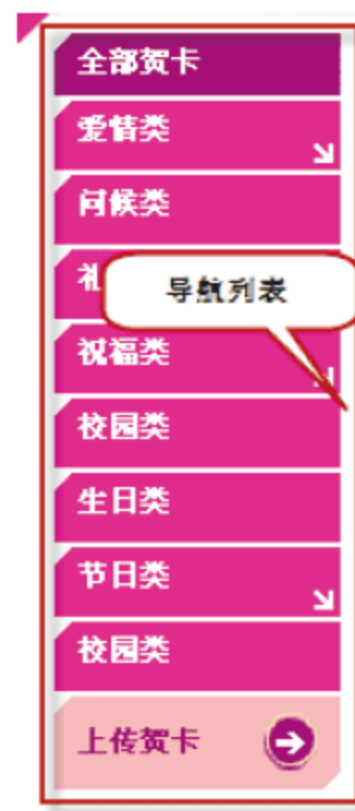 全部贺卡
爱情类
问候类
礼
导航列表
祝福类
校园类
生日类
节日类
校园类
上传贺卡